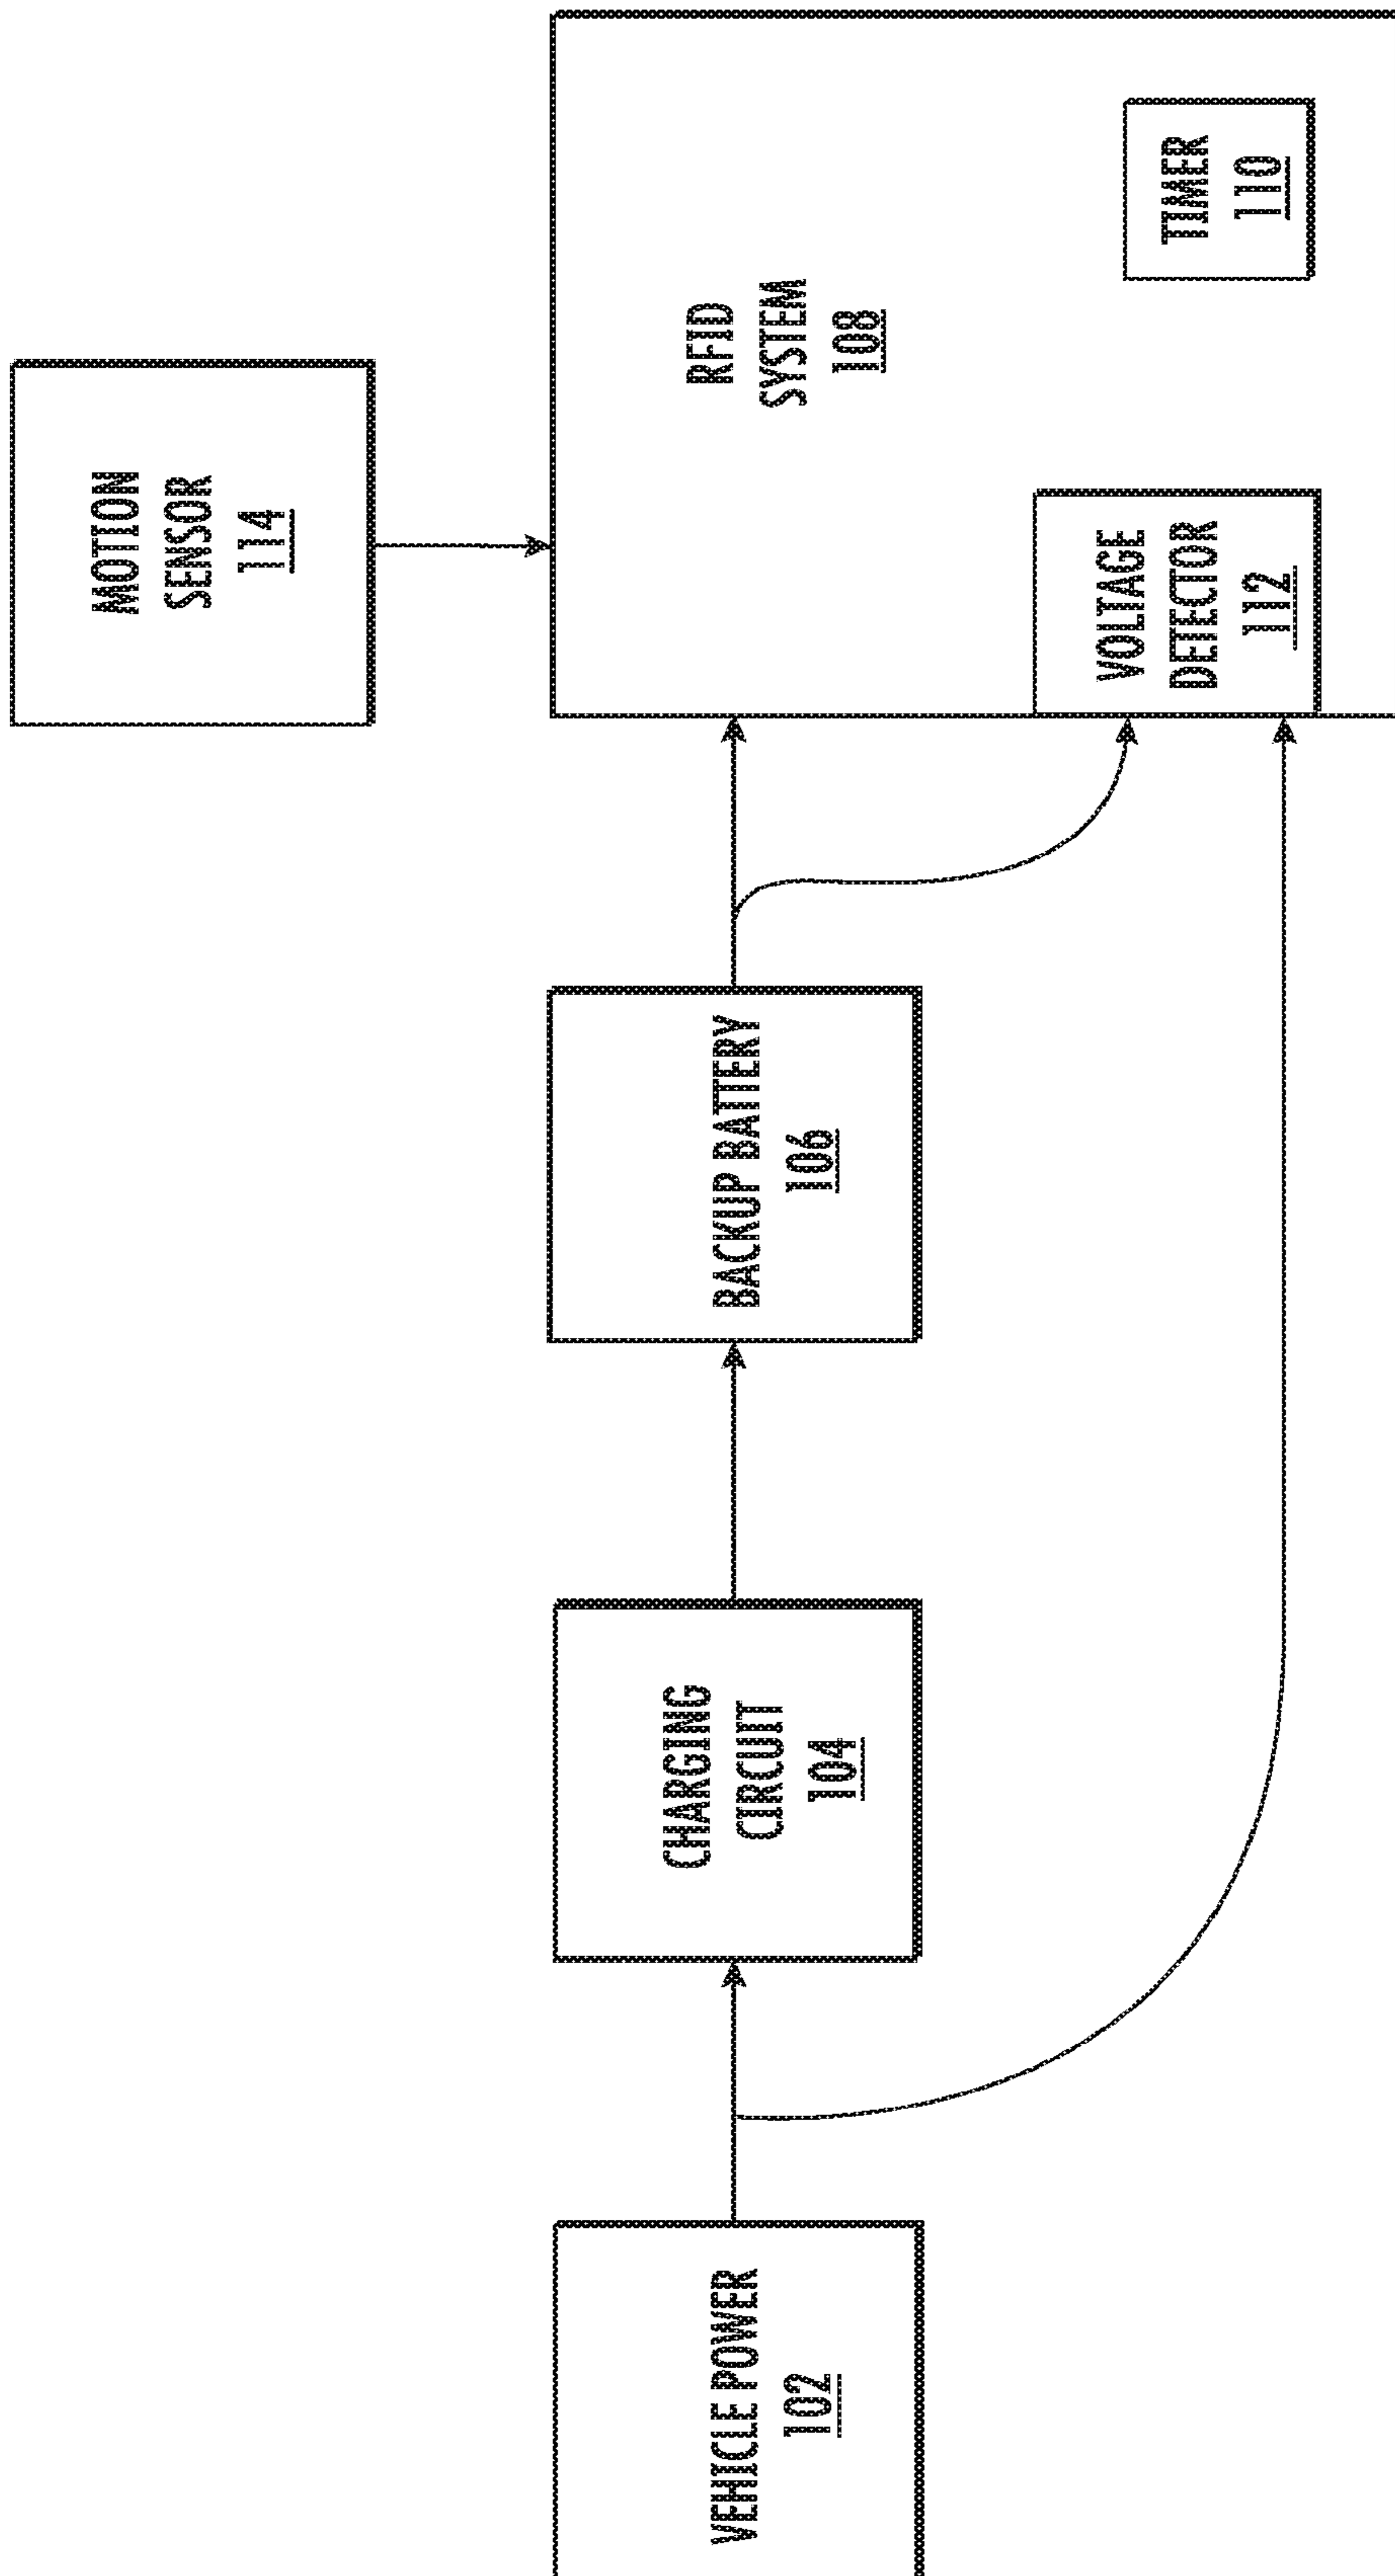 MOTION
SENSOR
114
VEHICLE POWER
102
CHARGING
CIRCUIT
104
BACKUP BATTERY
106
RFID
SYSTEM
108
VOLTAGE
DETECTOR
112
TIMER
110